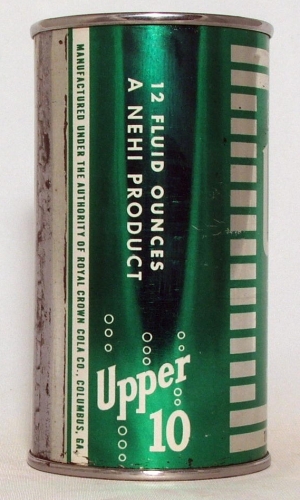 12 FLUID OUNCES
A NEHI PRODUCT
MANUFACTURED UNDER THE AUTHORITY OF ROYAL CROWN COLA CO., COLUMBUS, GA.
Upper
10